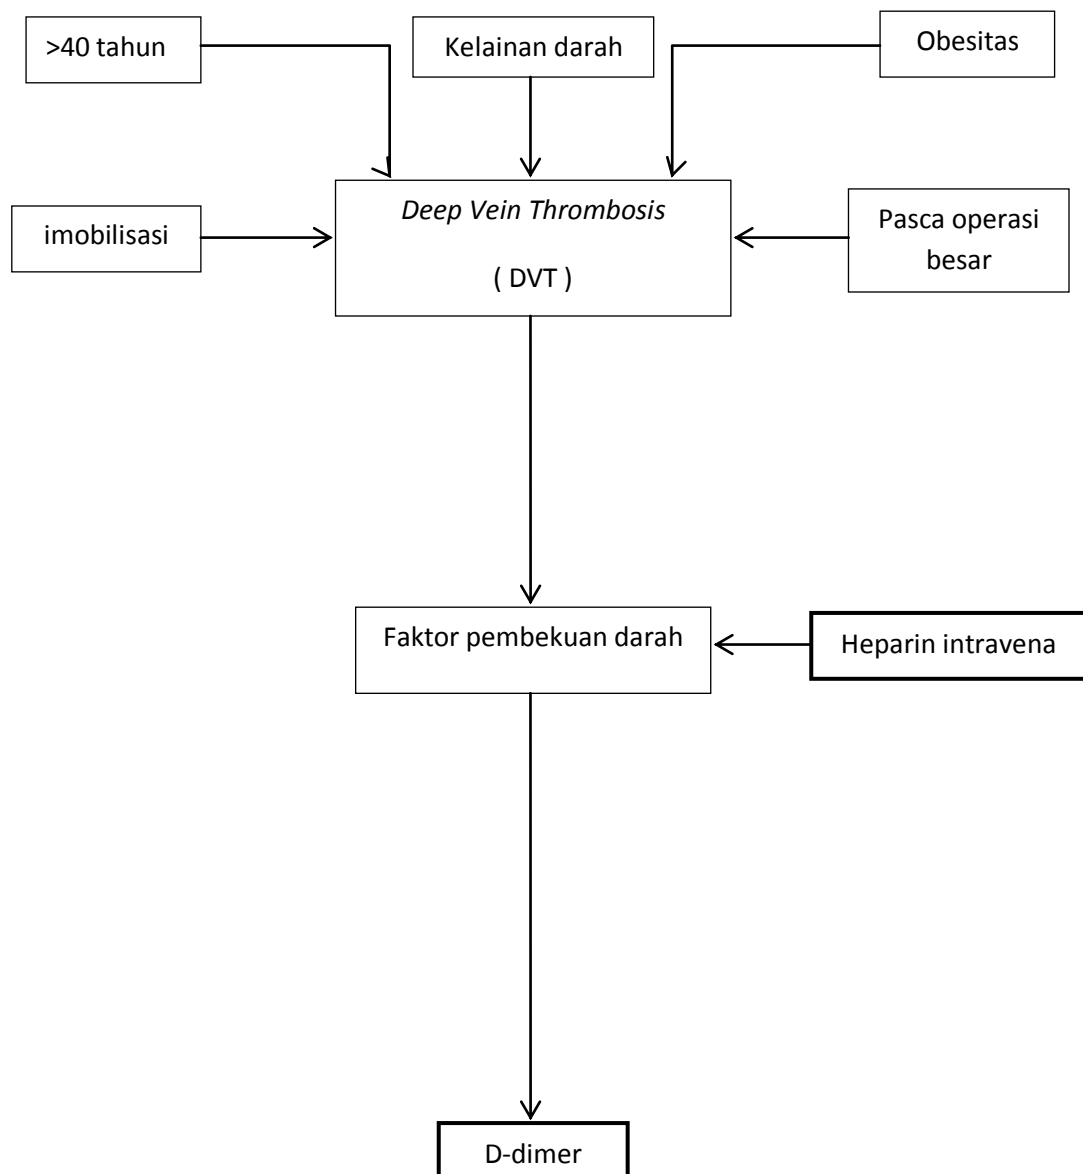 >40 tahun
Kelainan darah
Obesitas
imobilisasi
Deep Vein Thrombosis
( DVT )
Pasca operasi
besar
Faktor pembekuan darah
Heparin intravena
D-dimer